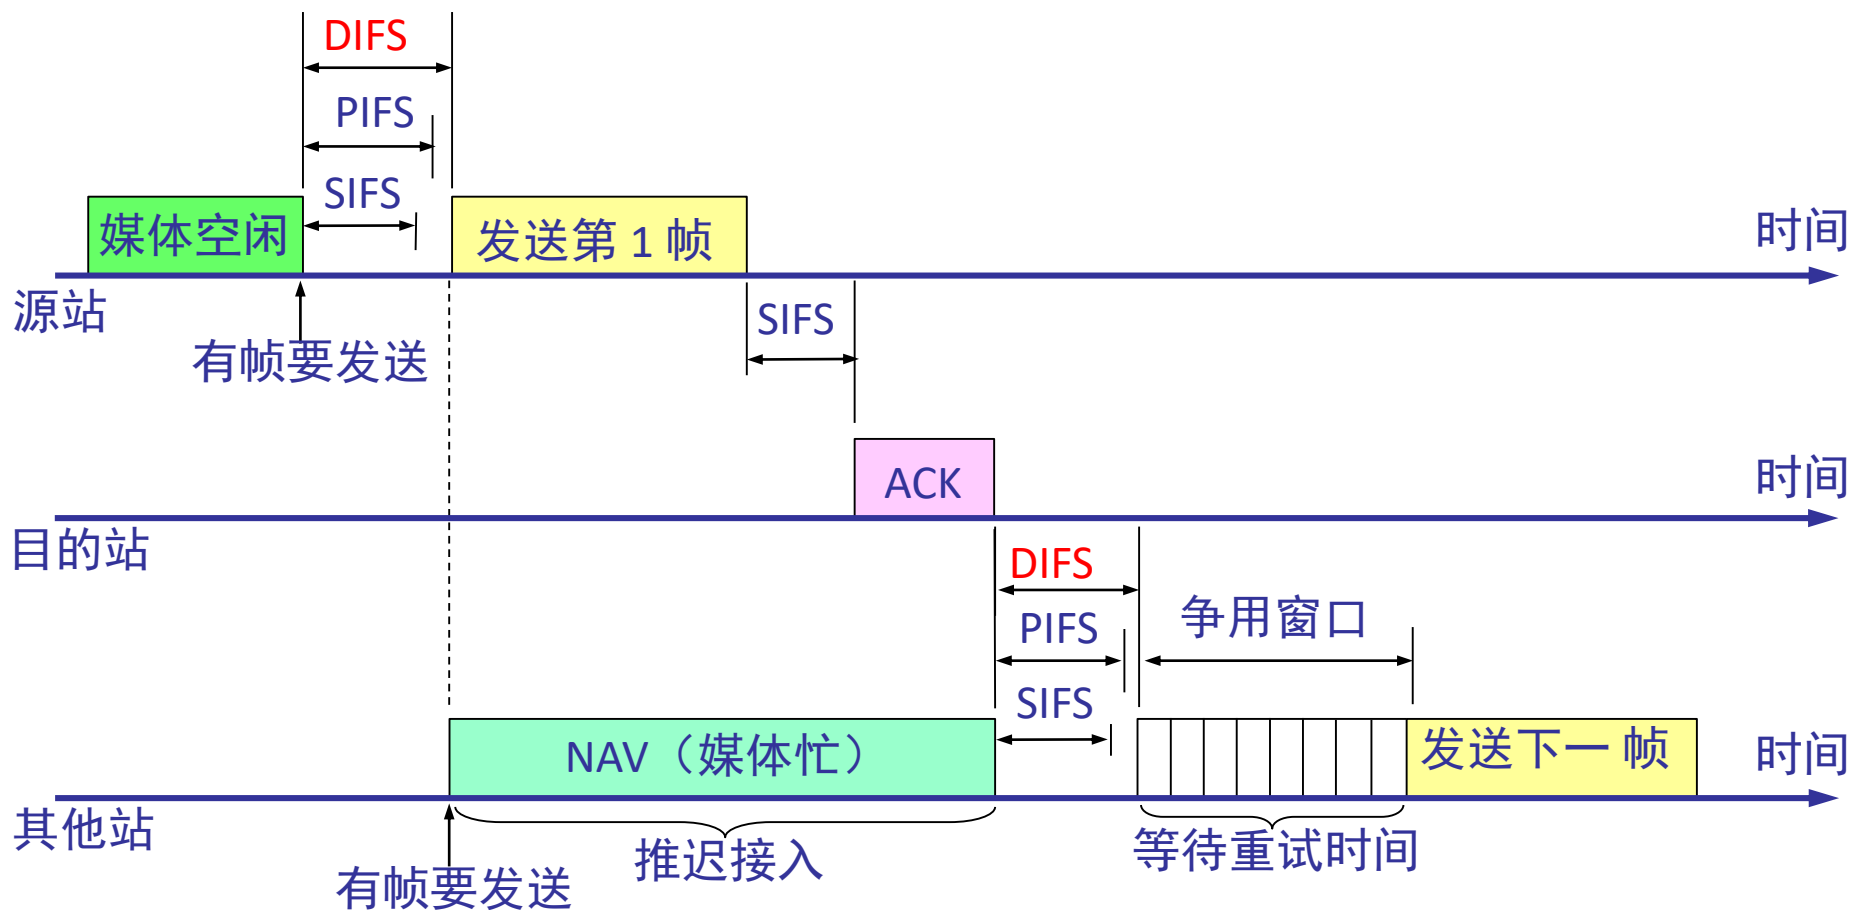 DIFS
PIFS
SIFS
媒体空闲
发送第 1 帧
时间
源站
有帧要发送
SIFS
ACK
时间
目的站
DIFS
PIFS
SIFS
争用窗口
NAV（媒体忙）
发送下一 帧
时间
其他站
有帧要发送
推迟接入
等待重试时间